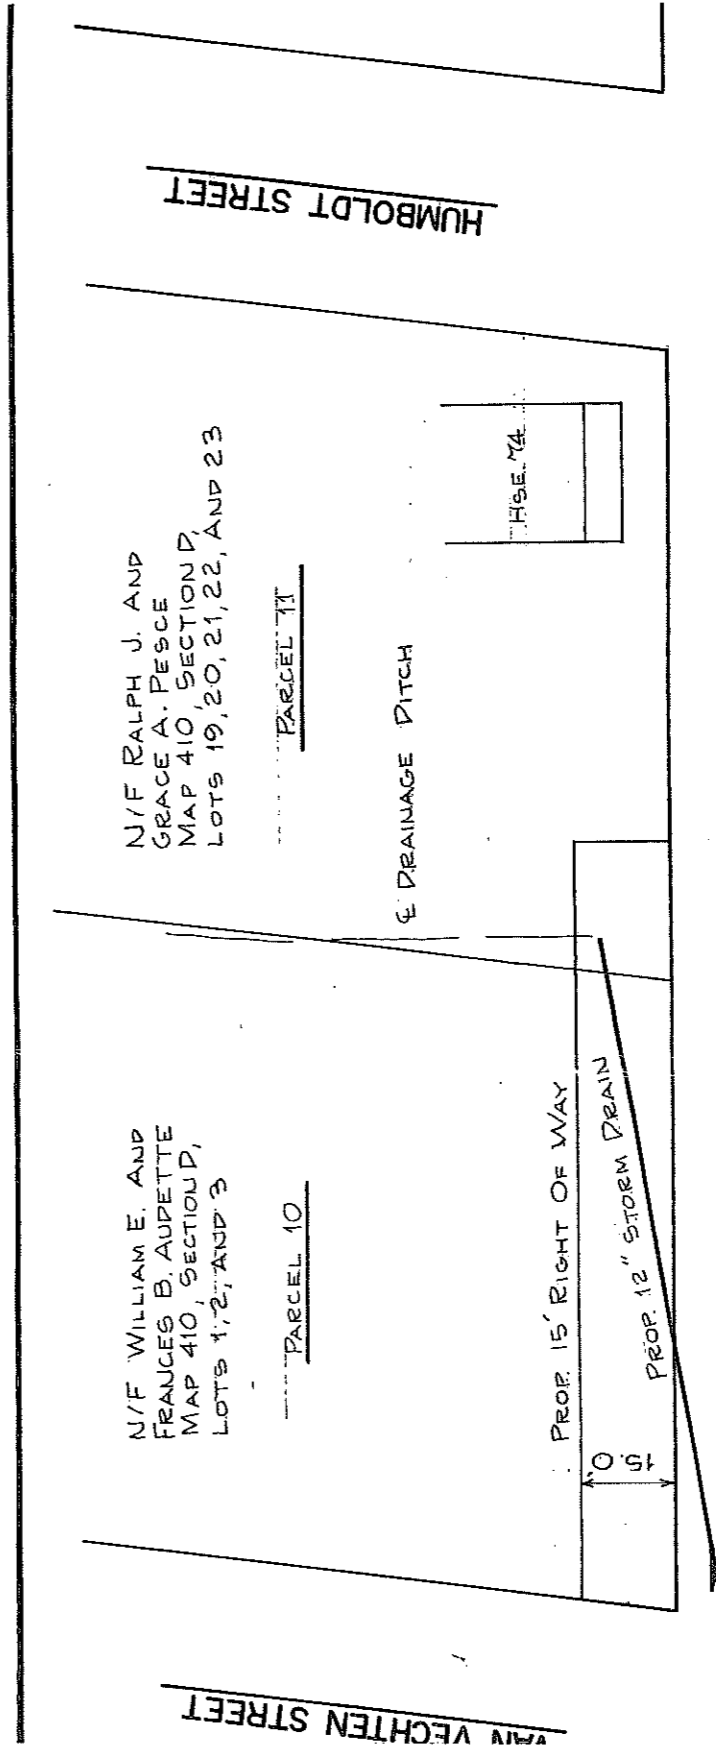 HUMBOLDT STREET
N/F RALPH J. AND
GRACE A. PESCE
MAP 410, SECTION D,
LOTS 19, 20, 21, 22, AND 23
PARCEL 11
HSE. 74
℄ DRAINAGE DITCH
N/F WILLIAM E. AND
FRANCES B. AUDETTE
MAP 410, SECTION D,
LOTS 1, 2, AND 3
PARCEL 10
PROP. 15' RIGHT OF WAY
PROP. 12" STORM DRAIN
15.0'
VAN VECHTEN STREET